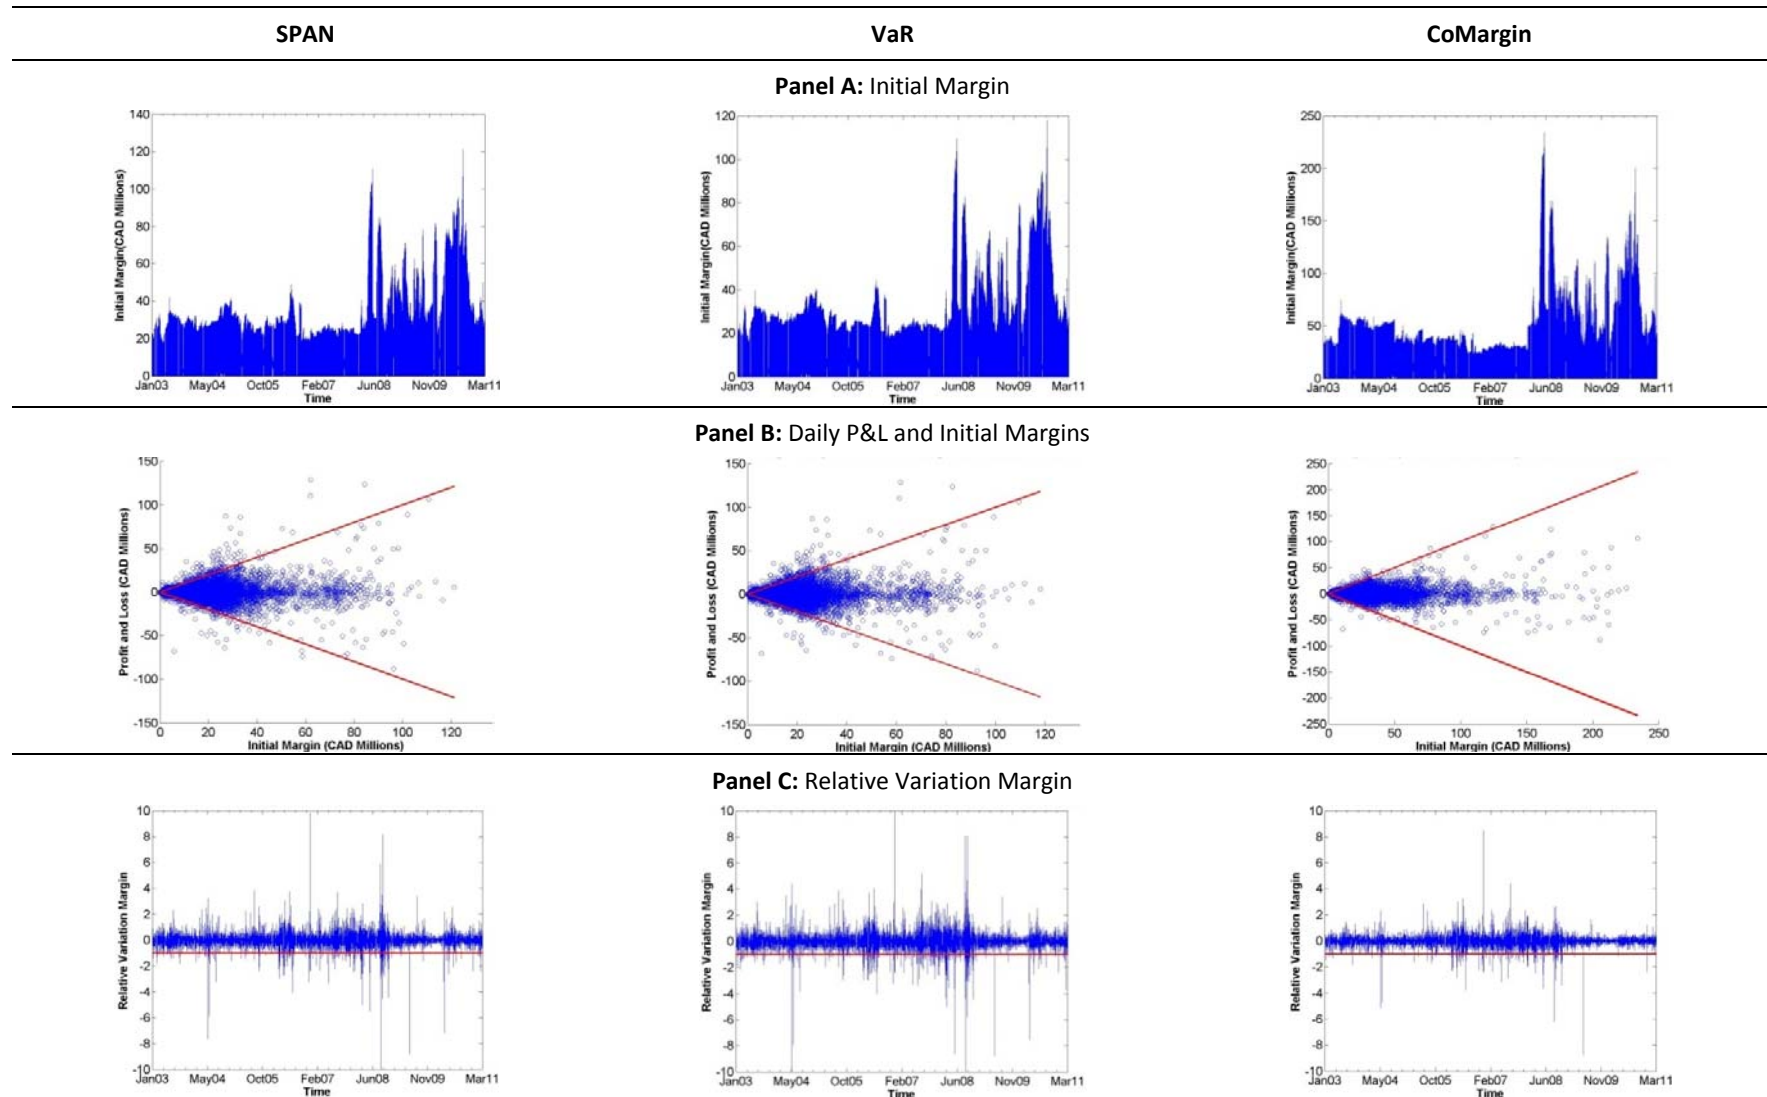 SPAN VaR CoMargin
Panel A: Initial Margin
140
120
100
80
60
40
20
0
Initial Margin(CAD Millions)
Jan03 May04 Oct05 Feb07 Jun08 Nov09 Mar11
Time
120
100
80
60
40
20
0
Initial Margin(CAD Millions)
Jan03 May04 Oct05 Feb07 Jun08 Nov09 Mar11
Time
250
200
150
100
50
0
Initial Margin(CAD Millions)
Jan03 May04 Oct05 Feb07 Jun08 Nov09 Mar11
Time
Panel B: Daily P&L and Initial Margins
150
100
50
0
-50
-100
-150
Profit and Loss (CAD Millions)
0 20 40 60 80 100 120
Initial Margin (CAD Millions)
150
100
50
0
-50
-100
-150
Profit and Loss (CAD Millions)
0 20 40 60 80 100 120
Initial Margin (CAD Millions)
250
200
150
100
50
0
-50
-100
-150
-200
-250
Profit and Loss (CAD Millions)
0 50 100 150 200 250
Initial Margin (CAD Millions)
Panel C: Relative Variation Margin
10
8
6
4
2
0
-2
-4
-6
-8
-10
Relative Variation Margin
Jan03 May04 Oct05 Feb07 Jun08 Nov09 Mar11
Time
10
8
6
4
2
0
-2
-4
-6
-8
-10
Relative Variation Margin
Jan03 May04 Oct05 Feb07 Jun08 Nov09 Mar11
Time
10
8
6
4
2
0
-2
-4
-6
-8
-10
Relative Variation Margin
Jan03 May04 Oct05 Feb07 Jun08 Nov09 Mar11
Time